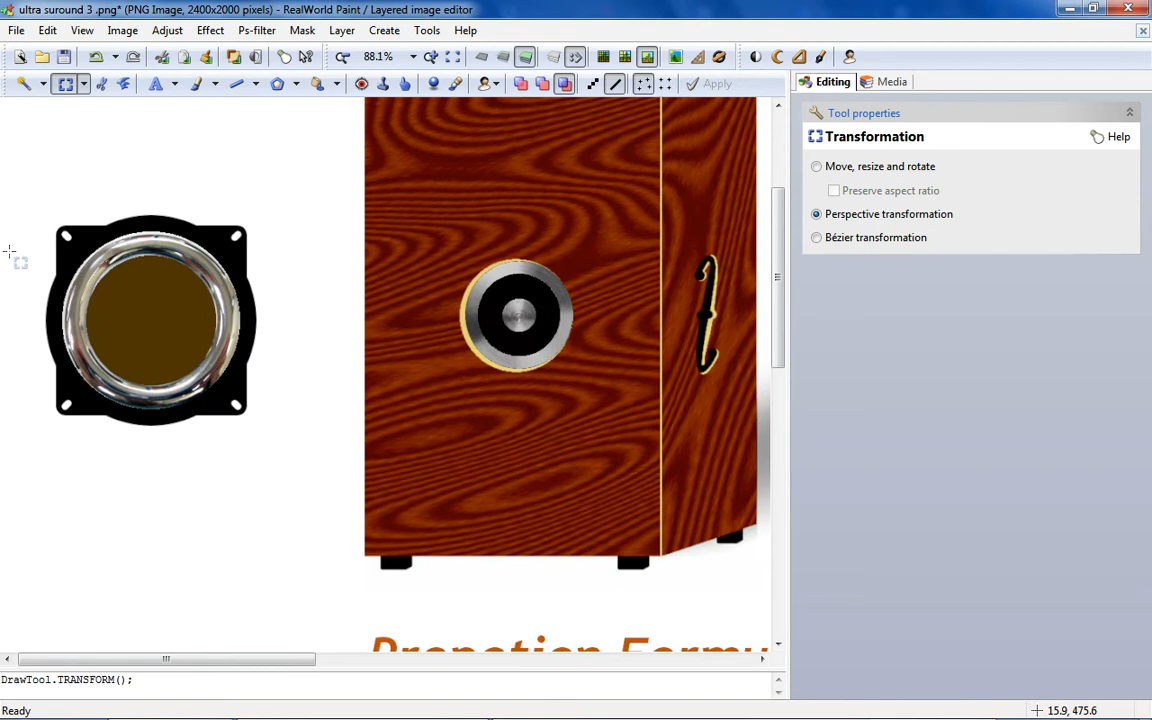 ultra suround 3 .png* (PNG Image, 2400x2000 pixels) - RealWorld Paint / Layered image editor
File Edit View Image Adjust Effect Ps-filter Mask Layer Create Tools Help
88.1%
Apply
Editing Media
Tool properties
Transformation Help
Move, resize and rotate
Preserve aspect ratio
Perspective transformation
Bézier transformation
Propotion Formu
DrawTool.TRANSFORM();
Ready 15.9, 475.6